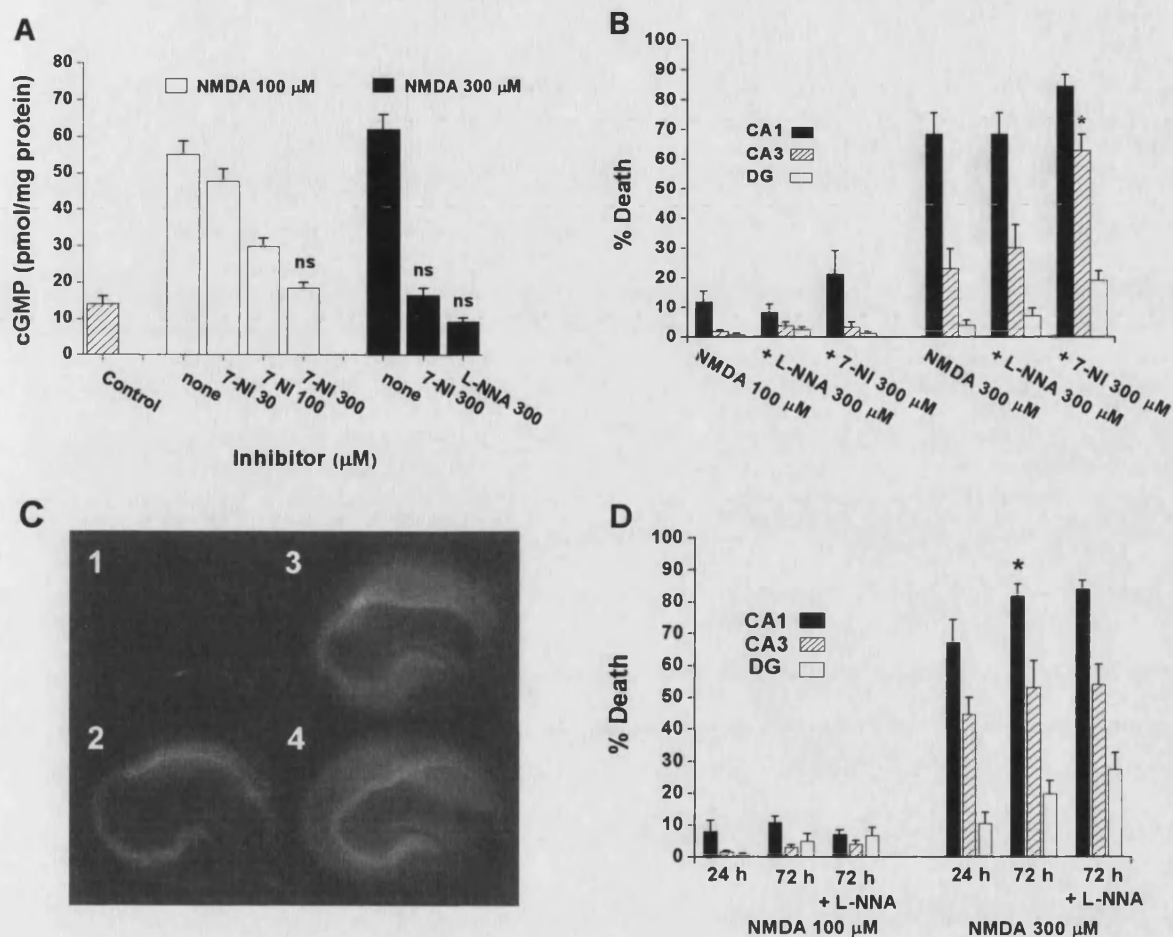 A
80
70
60
50
40
30
20
10
0
cGMP (pmol/mg protein)
NMDA 100 µM
NMDA 300 µM
ns
ns
ns
Control
none
7-NI 30
7 NI 100
7-NI 300
none
7-NI 300
L-NNA 300
Inhibitor (µM)
B
100
90
80
70
60
50
40
30
20
10
0
% Death
CA1
CA3
DG
*
NMDA 100 µM
+ L-NNA 300 µM
+ 7-NI 300 µM
NMDA 300 µM
+ L-NNA 300 µM
+ 7-NI 300 µM
C
1
3
2
4
D
100
90
80
70
60
50
40
30
20
10
0
% Death
CA1
CA3
DG
*
24 h 72 h 72 h 24 h 72 h 72 h
+ L-NNA + L-NNA
NMDA 100 µM NMDA 300 µM